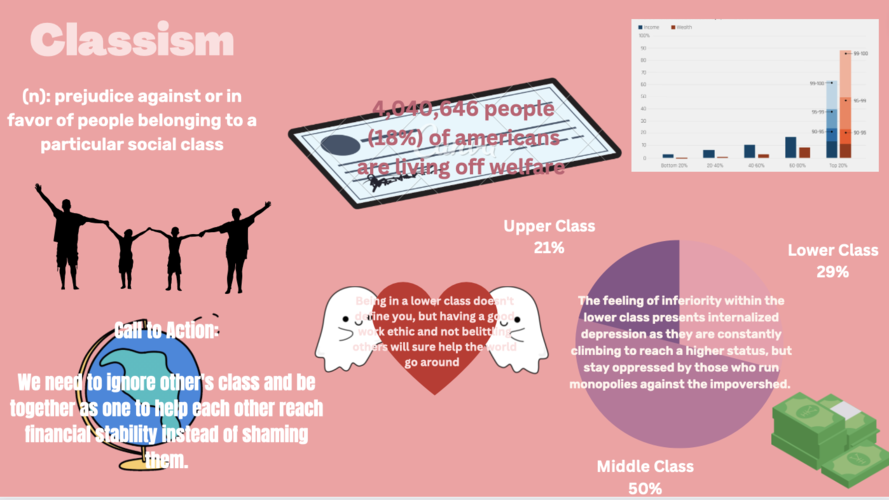 Classism
(n): prejudice against or in
favor of people belonging to a
particular social class
4,040,646 people
(18%) of americans
are living off welfare
Income Wealth
100%
90
80
70
60
50
40
30
20
10
0
99-100
95-99
90-95
99-100
95-99
90-95
Bottom 20% 20-40% 40-60% 60-80% Top 20%
Upper Class
21%
Lower Class
29%
Being in a lower class doesn't
define you, but having a good
work ethic and not belittling
others will sure help the world
go around
The feeling of inferiority within the
lower class presents internalized
depression as they are constantly
climbing to reach a higher status, but
stay oppressed by those who run
monopolies against the impovershed.
Call to Action:
We need to ignore other's class and be
together as one to help each other reach
financial stability instead of shaming
them.
Middle Class
50%